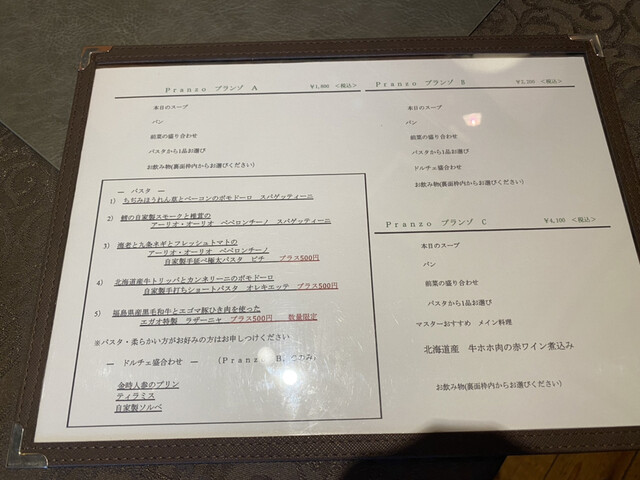 Pranzo プランゾ A ¥1,800 <税込>
本日のスープ
パン
前菜の盛り合わせ
パスタから1品お選び
お飲み物(裏面枠内からお選びください)
― パスタ ―
1) ちぢみほうれん草とベーコンのポモドーロ スパゲッティーニ
2) 鱈の自家製スモークと椎茸の
アーリオ・オーリオ ペペロンチーノ スパゲッティーニ
3) 海老と九条ネギとフレッシュトマトの
アーリオ・オーリオ ペペロンチーノ
自家製手延べ極太パスタ ピチ プラス500円
4) 北海道産牛トリッパとカンネリーニのポモドーロ
自家製手打ちショートパスタ オレキエッテ プラス500円
5) 福島県産黒毛和牛とエゴマ豚ひき肉を使った
エガオ特製 ラザーニャ プラス500円 数量限定
※パスタ・柔らかい方がお好みの方はお申しつけください
― ドルチェ盛合わせ ― (Pranzo B、Cのみ)
金時人参のプリン
ティラミス
自家製ソルベ
Pranzo プランゾ B ¥2,200 <税込>
本日のスープ
パン
前菜の盛り合わせ
パスタから1品お選び
ドルチェ盛合わせ
お飲み物(裏面枠内からお選びください)
Pranzo プランゾ C ¥4,100 <税込>
本日のスープ
パン
前菜の盛り合わせ
パスタから1品お選び
マスターおすすめ メイン料理
北海道産 牛ホホ肉の赤ワイン煮込み
お飲み物(裏面枠内からお選びください)